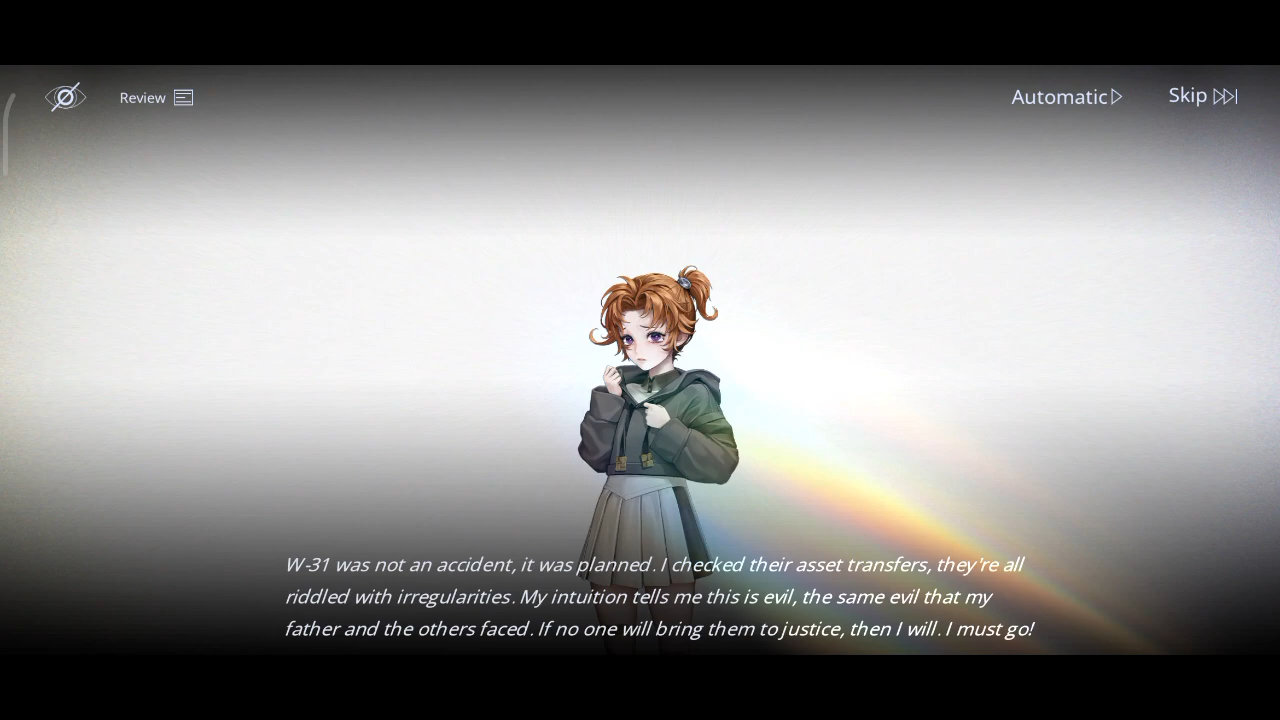 Review
Automatic
Skip
W-31 was not an accident, it was planned. I checked their asset transfers, they're all
riddled with irregularities. My intuition tells me this is evil, the same evil that my
father and the others faced. If no one will bring them to justice, then I will. I must go!